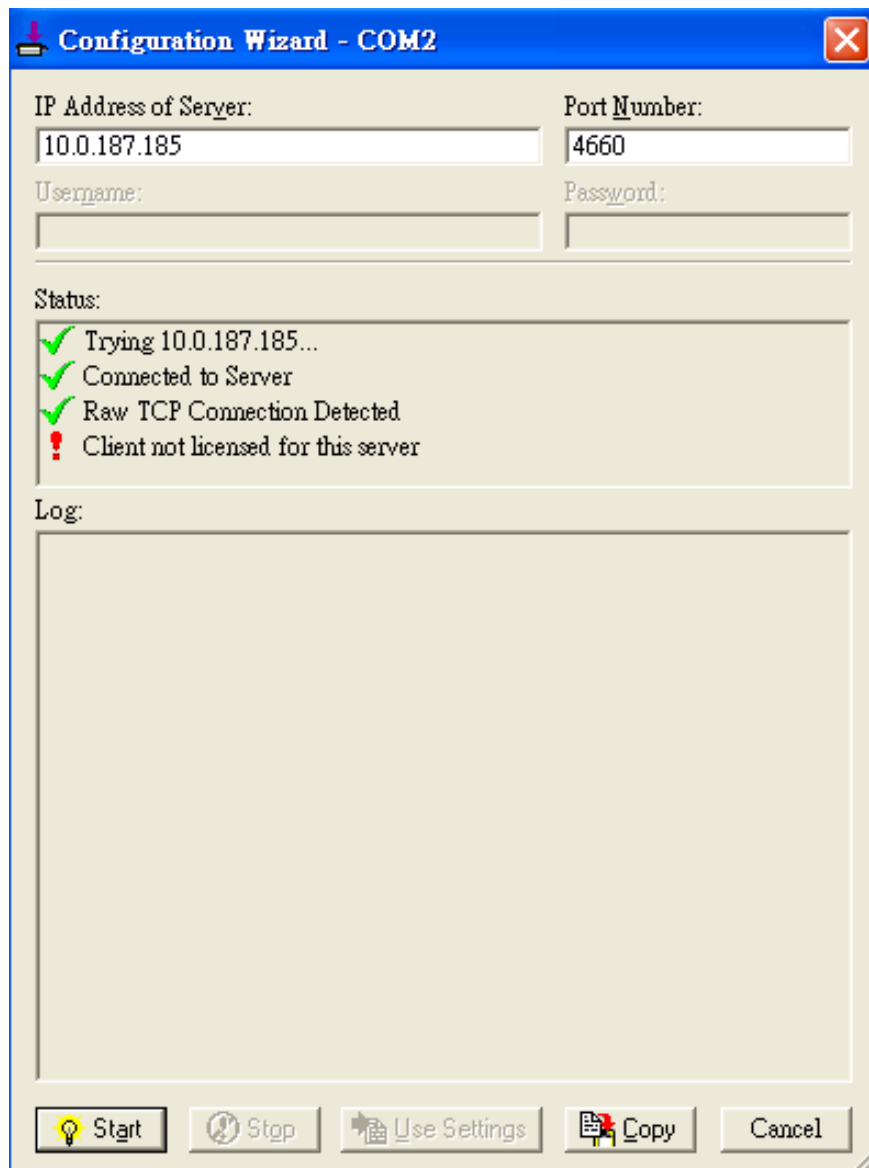 Configuration Wizard - COM2
IP Address of Server: Port Number:
10.0.187.185 4660
Username: Password:
Status:
Trying 10.0.187.185...
Connected to Server
Raw TCP Connection Detected
Client not licensed for this server
Log:
Start Stop Use Settings Copy Cancel